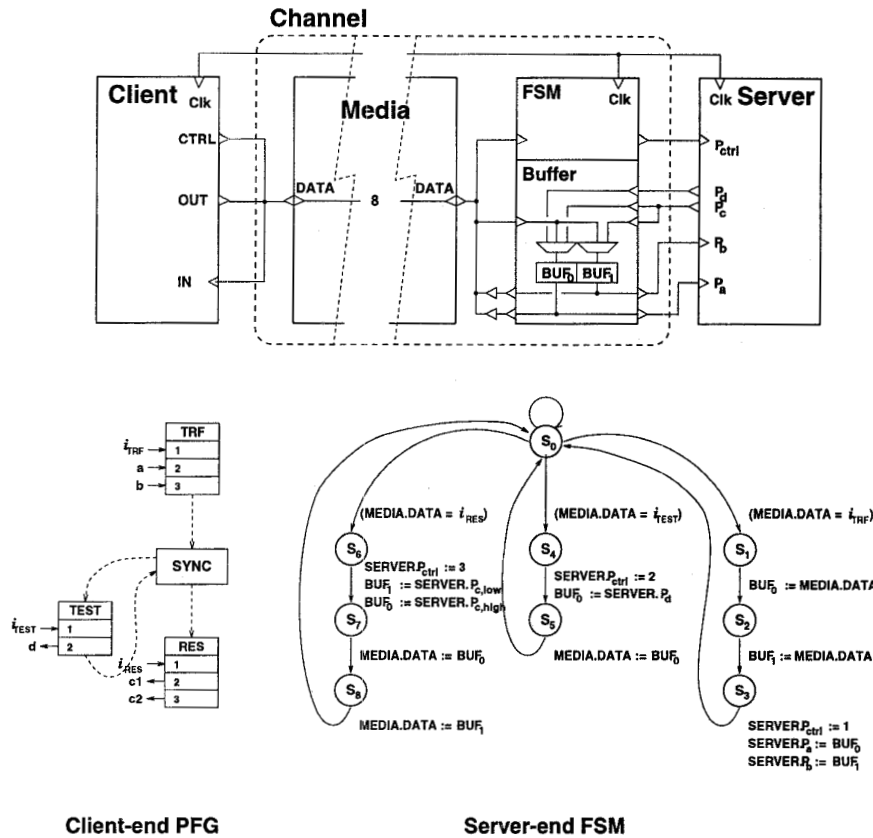 Channel
Client
Clk
CTRL
OUT
IN
Media
DATA
8
DATA
FSM
Clk
Buffer
BUF0 BUF1
Clk
Server
Pctrl
Pd
Pc
Pb
Pa
TRF
iTRF 1
a 2
b 3
SYNC
TEST
iTEST 1
d 2
RES
iRES 1
c1 2
c2 3
S0
(MEDIA.DATA = iRES)
(MEDIA.DATA = iTEST)
(MEDIA.DATA = iTRF)
S6
SERVER.Pctrl := 3
BUF1 := SERVER.Pc,low
BUF0 := SERVER.Pc,high
S7
MEDIA.DATA := BUF0
S8
MEDIA.DATA := BUF1
S4
SERVER.Pctrl := 2
BUF0 := SERVER.Pd
S5
MEDIA.DATA := BUF0
S1
BUF0 := MEDIA.DATA
S2
BUF1 := MEDIA.DATA
S3
SERVER.Pctrl := 1
SERVER.Pa := BUF0
SERVER.Pb := BUF1
Client-end PFG
Server-end FSM